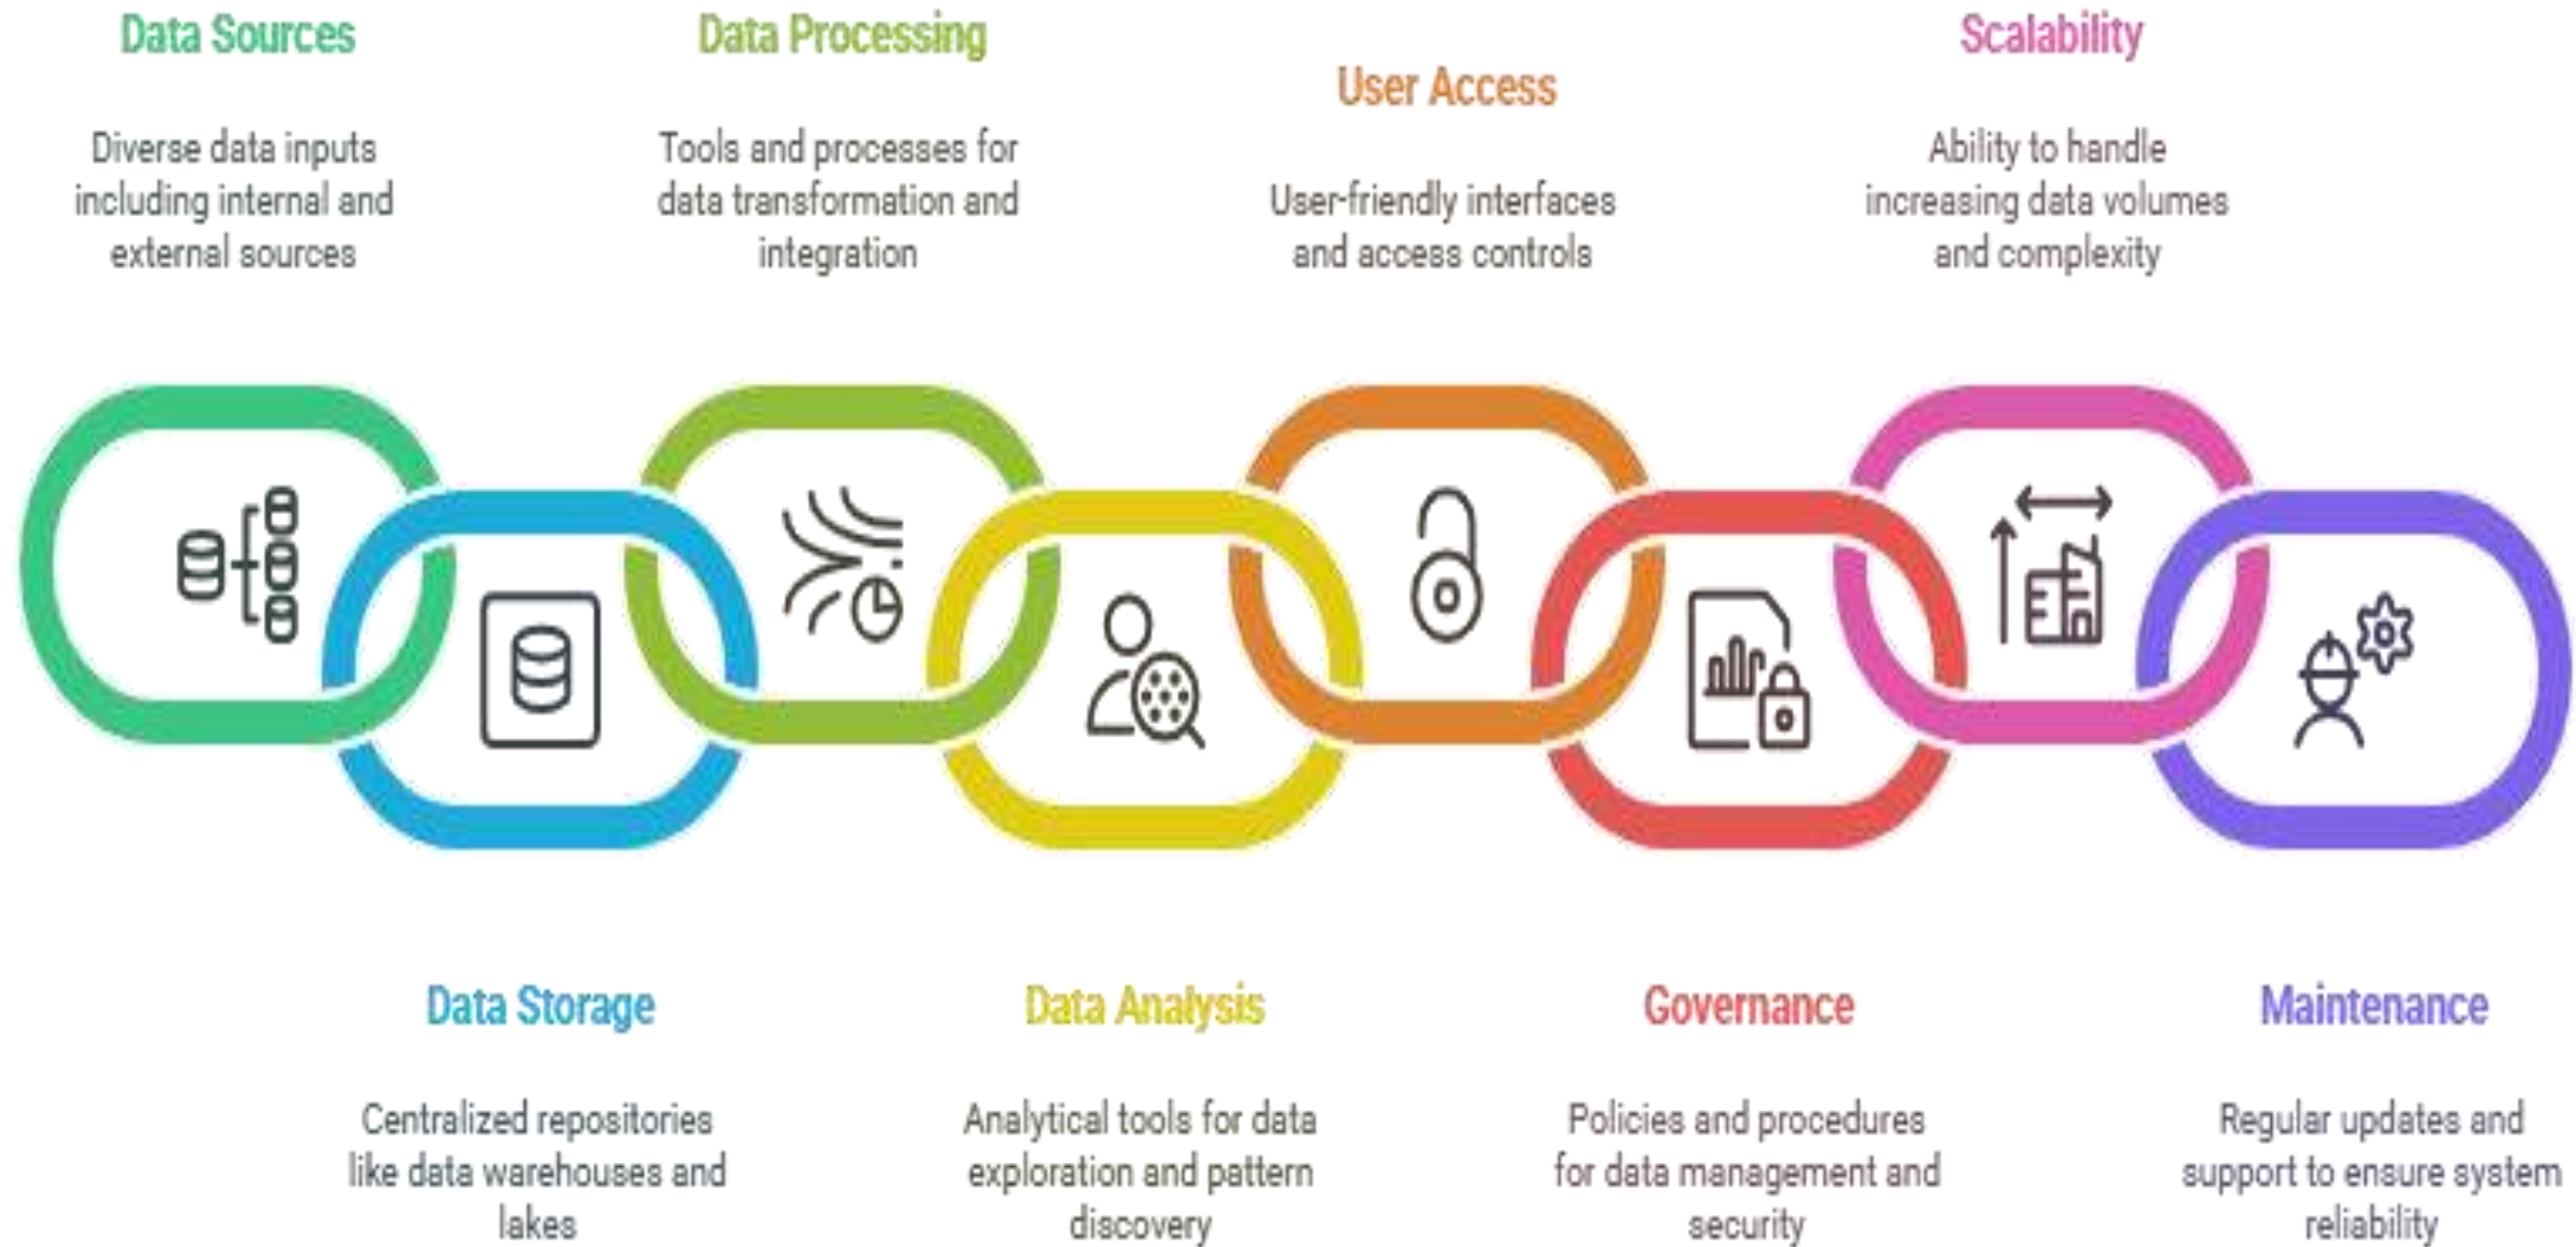 Data Sources
Diverse data inputs
including internal and
external sources
Data Storage
Centralized repositories
like data warehouses and
lakes
Data Processing
Tools and processes for
data transformation and
integration
Data Analysis
Analytical tools for data
exploration and pattern
discovery
User Access
User-friendly interfaces
and access controls
Governance
Policies and procedures
for data management and
security
Scalability
Ability to handle
increasing data volumes
and complexity
Maintenance
Regular updates and
support to ensure system
reliability